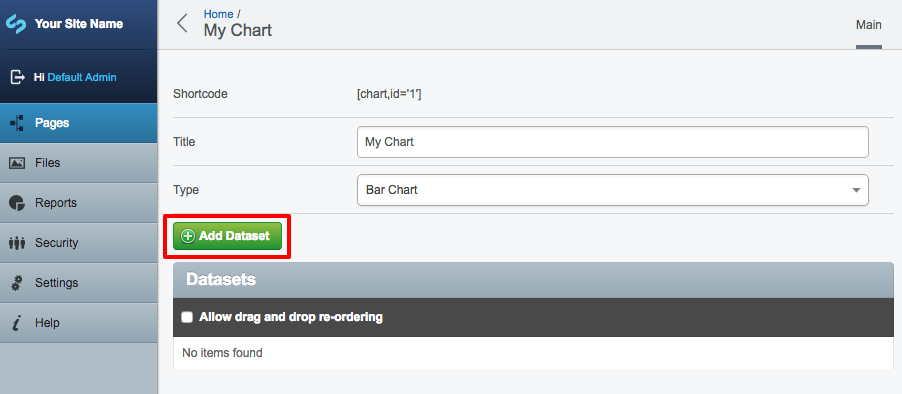 Your Site Name
Hi Default Admin
Pages
Files
Reports
Security
Settings
Help
Home /
My Chart
Main
Shortcode [chart,id='1']
Title My Chart
Type Bar Chart
Add Dataset
Datasets
Allow drag and drop re-ordering
No items found